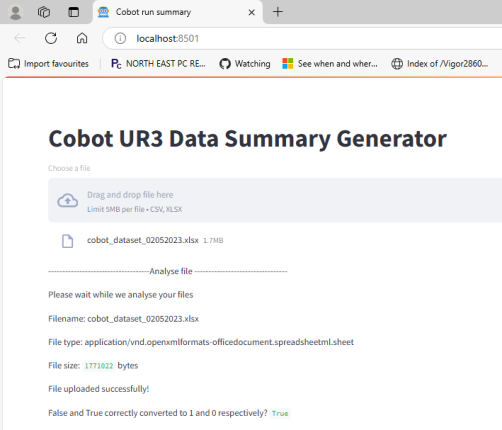 Cobot run summary
localhost:8501
Import favourites
PC NORTH EAST PC RE...
Watching
See when and wher...
Index of /Vigor2860...
Cobot UR3 Data Summary Generator
Choose a file
Drag and drop file here
Limit 5MB per file • CSV, XLSX
cobot_dataset_02052023.xlsx 1.7MB
------------------------------------Analyse file ---------------------------------
Please wait while we analyse your files
Filename: cobot_dataset_02052023.xlsx
File type: application/vnd.openxmlformats-officedocument.spreadsheetml.sheet
File size: 1771022 bytes
File uploaded successfully!
False and True correctly converted to 1 and 0 respectively? True